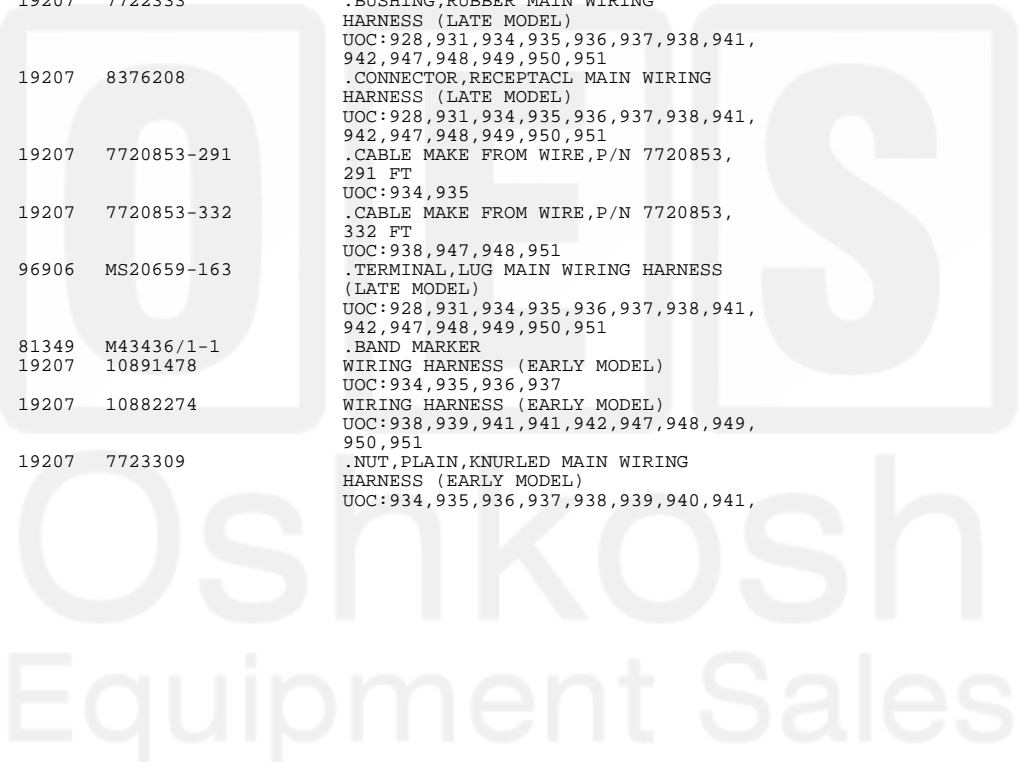 19207 7722333 .BUSHING,RUBBER MAIN WIRING
HARNESS (LATE MODEL)
UOC:928,931,934,935,936,937,938,941,
942,947,948,949,950,951
19207 8376208 .CONNECTOR,RECEPTACL MAIN WIRING
HARNESS (LATE MODEL)
UOC:928,931,934,935,936,937,938,941,
942,947,948,949,950,951
19207 7720853-291 .CABLE MAKE FROM WIRE,P/N 7720853,
291 FT
UOC:934,935
19207 7720853-332 .CABLE MAKE FROM WIRE,P/N 7720853,
332 FT
UOC:938,947,948,951
96906 MS20659-163 .TERMINAL,LUG MAIN WIRING HARNESS
(LATE MODEL)
UOC:928,931,934,935,936,937,938,941,
942,947,948,949,950,951
81349 M43436/1-1 .BAND MARKER
19207 10891478 WIRING HARNESS (EARLY MODEL)
UOC:934,935,936,937
19207 10882274 WIRING HARNESS (EARLY MODEL)
UOC:938,939,941,941,942,947,948,949,
950,951
19207 7723309 .NUT,PLAIN,KNURLED MAIN WIRING
HARNESS (EARLY MODEL)
UOC:934,935,936,937,938,939,940,941,
OES
Oshkosh
Equipment Sales